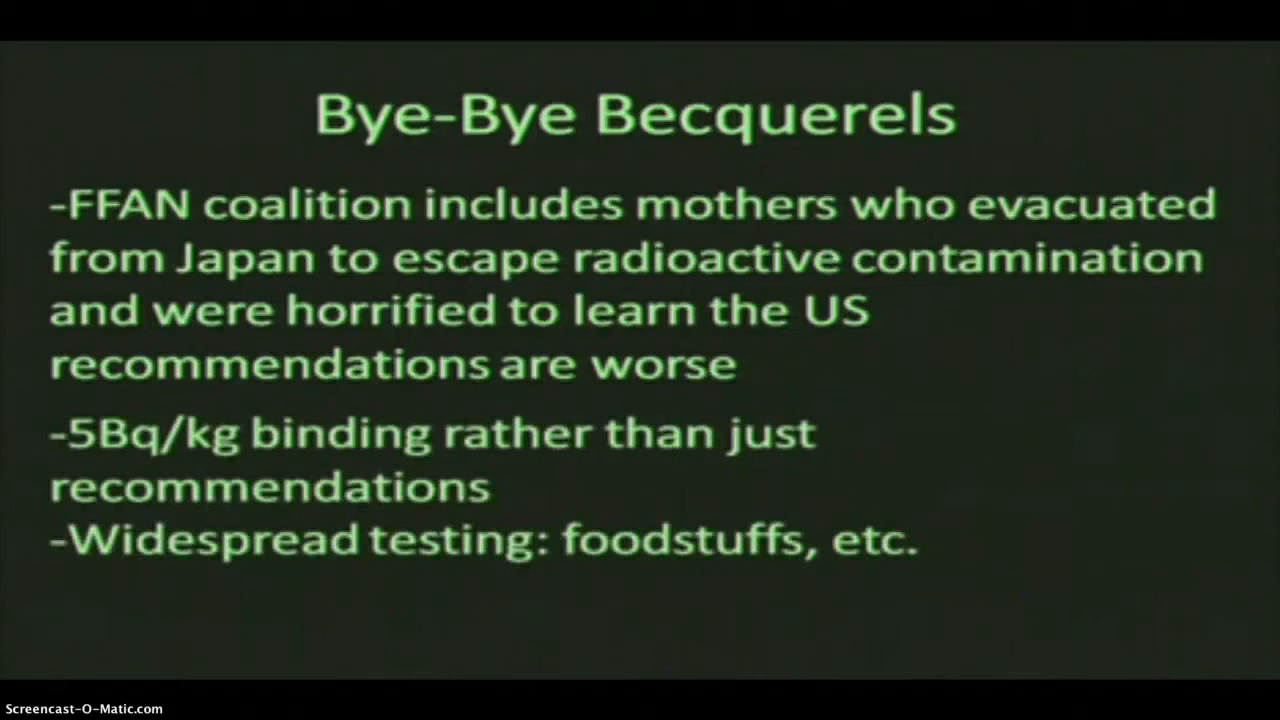 Bye-Bye Becquerels
-FFAN coalition includes mothers who evacuated
from Japan to escape radioactive contamination
and were horrified to learn the US
recommendations are worse
-5Bq/kg binding rather than just
recommendations
-Widespread testing: foodstuffs, etc.
Screencast-O-Matic.com